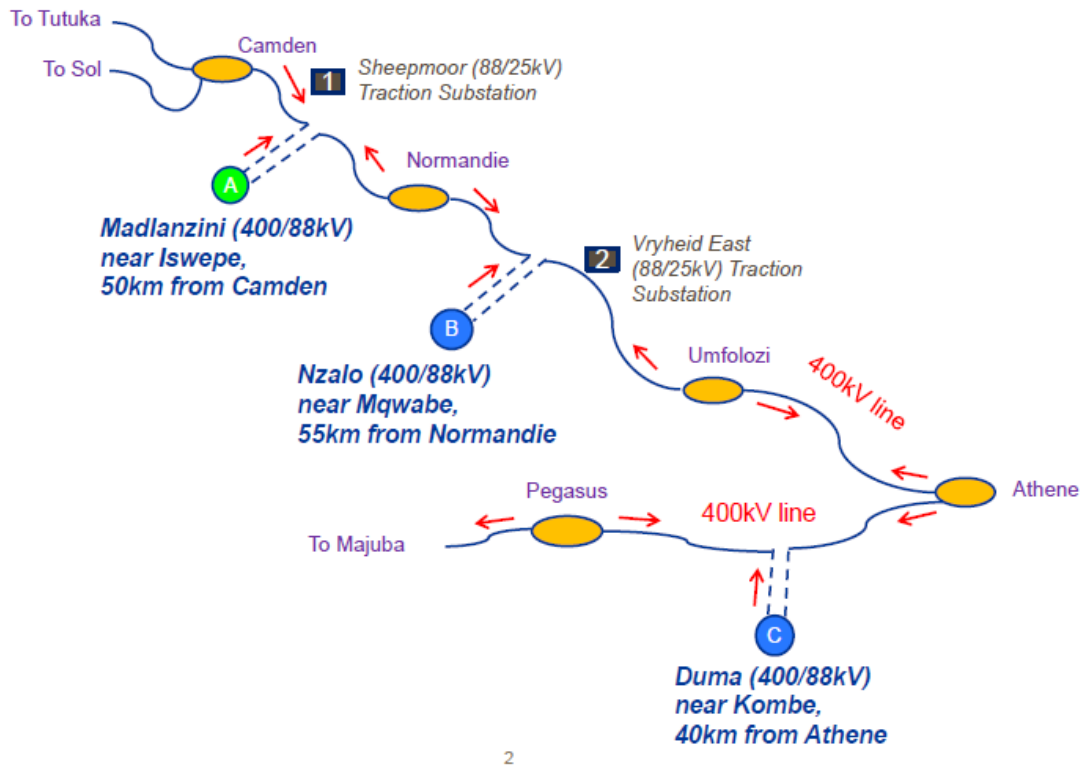 To Tutuka
Camden
To Sol
1
Sheepmoor (88/25kV)
Traction Substation
A
Normandie
Madlanzini (400/88kV)
near Iswepe,
50km from Camden
2
Vryheid East
(88/25kV) Traction
Substation
B
Umfolozi
Nzalo (400/88kV)
near Mqwabe,
55km from Normandie
400kV line
Pegasus
Athene
400kV line
To Majuba
C
Duma (400/88kV)
near Kombe,
40km from Athene
2